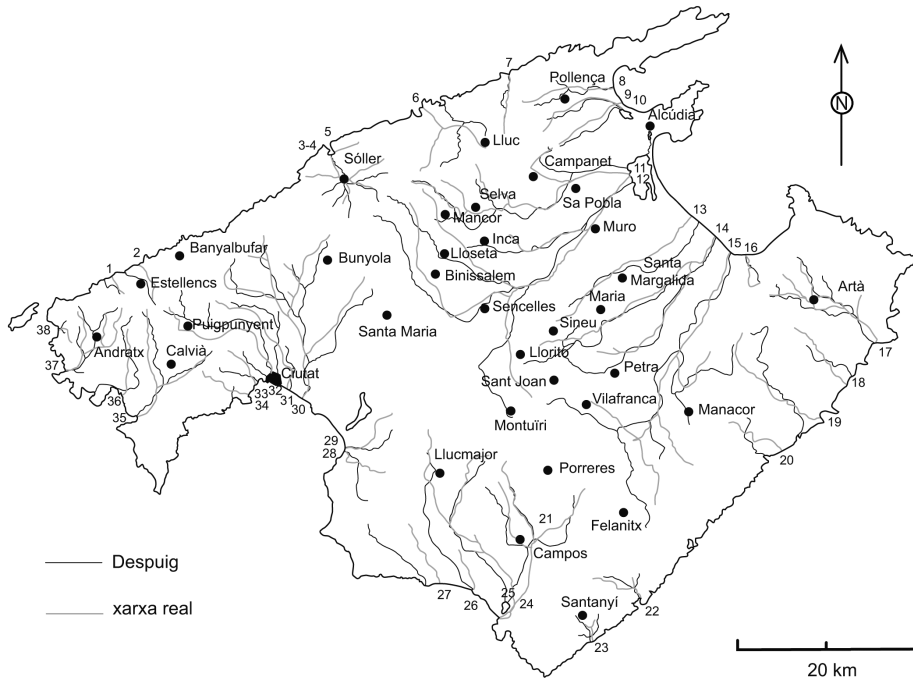 7
Pollença
8
9
10
N
6
Alcúdia
5
3-4
Lluc
Sóller
Campanet
11
12
Sa Pobla
Selva
Mancor
13
Muro
14
Inca
15
16
2
Banyalbufar
Bunyola
Lloseta
Santa
Margalida
1
Estellencs
Binissalem
Artà
Maria
Sencelles
38
Puigpunyent
Santa Maria
Sineu
Andratx
Calvià
Llorito
17
37
Ciutat
Sant Joan
Petra
18
36
33
32
31
34
30
Vilafranca
Manacor
35
Montuïri
19
29
28
Llucmajor
Porreres
20
21
Felanitx
Campos
Despuig
xarxa real
27
26
25
24
Santanyí
22
23
20 km